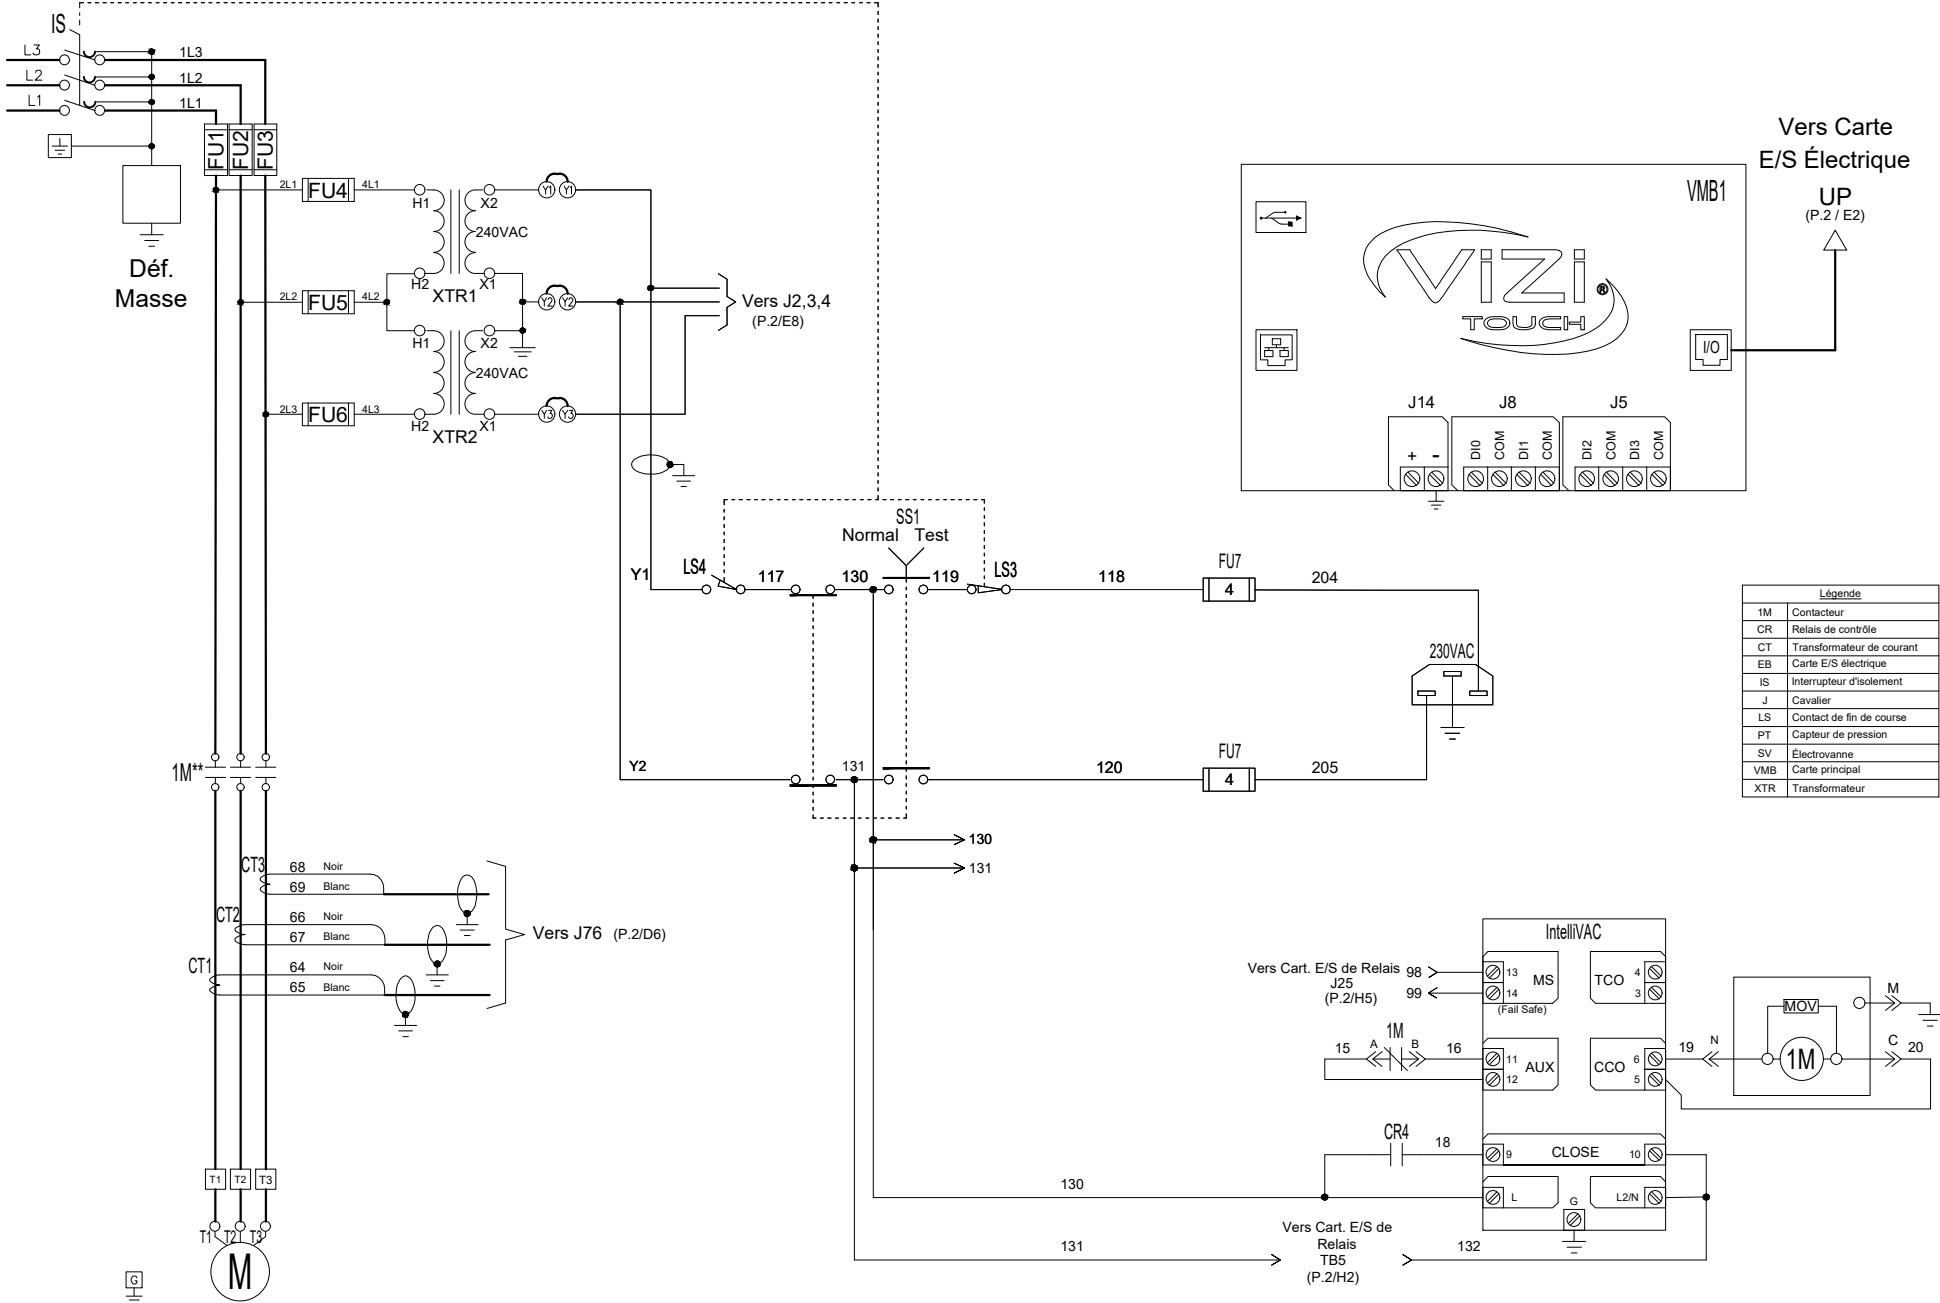 IS
L3
1L3
L2
1L2
L1
1L1
FU1
FU2
FU3
Déf.
Masse
2L1
FU4
4L1
H1
X2
240VAC
H2
X1
XTR1
Y1
Y1
2L2
FU5
4L2
Y2
Y2
H1
X2
240VAC
2L3
FU6
4L3
H2
X1
XTR2
Y3
Y3
Vers J2,3,4
(P.2/E8)
Vers Carte
E/S Électrique
UP
(P.2 / E2)
VMB1
ViZi
®
TOUCH
I/O
J14
J8
J5
+
-
DI0
COM
DI1
COM
DI2
COM
DI3
COM
SS1
Normal
Test
Y1
LS4
117
130
119
LS3
118
FU7
4
204
230VAC
Y2
131
120
FU7
4
205
130
131
Légende
1M Contacteur
CR Relais de contrôle
CT Transformateur de courant
EB Carte E/S électrique
IS Interrupteur d'isolement
J Cavalier
LS Contact de fin de course
PT Capteur de pression
SV Électrovanne
VMB Carte principal
XTR Transformateur
1M**
CT3
68 Noir
69 Blanc
CT2
66 Noir
67 Blanc
CT1
64 Noir
65 Blanc
Vers J76 (P.2/D6)
T1
T2
T3
T1
T2
T3
M
G
IntelliVAC
Vers Cart. E/S de Relais
J25
(P.2/H5)
98
99
13
14
MS
(Fail Safe)
TCO
4
3
1M
15
A
B
16
11
12
AUX
CCO
6
5
19
N
MOV
1M
M
C
20
CR4
18
9
CLOSE
10
130
L
G
L2/N
131
Vers Cart. E/S de
Relais
TB5
(P.2/H2)
132